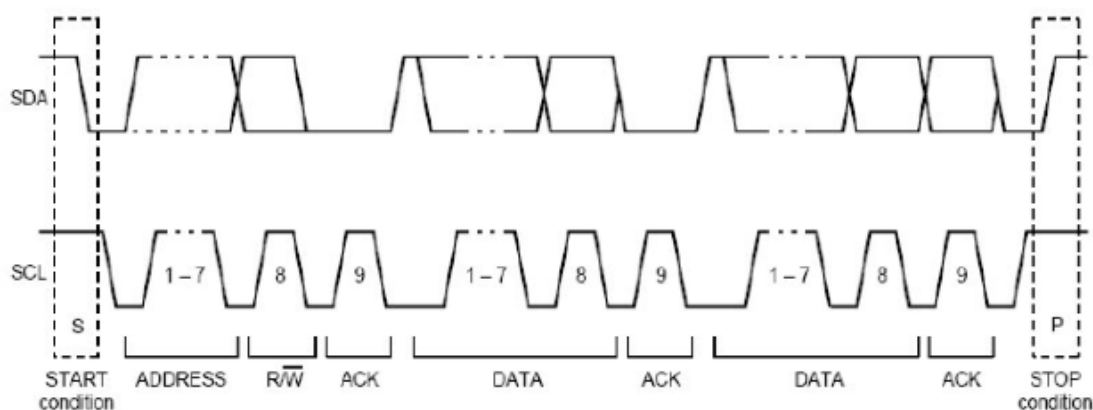 SDA
SCL
1–7 8 9 1–7 8 9 1–7 8 9
S P
START ADDRESS R/W̅ ACK DATA ACK DATA ACK STOP
condition condition